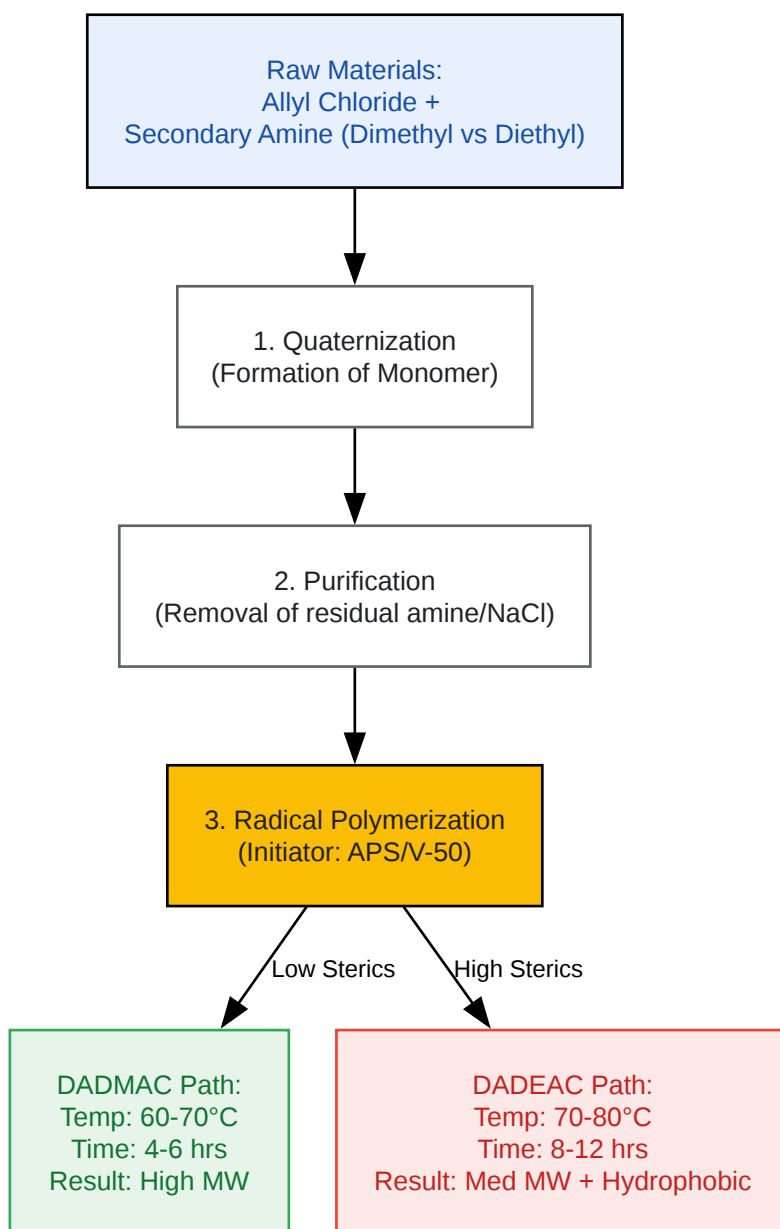 Raw Materials:
Allyl Chloride +
Secondary Amine (Dimethyl vs Diethyl)
1. Quaternization
(Formation of Monomer)
2. Purification
(Removal of residual amine/NaCl)
3. Radical Polymerization
(Initiator: APS/V-50)
Low Sterics
High Sterics
DADMAC Path:
Temp: 60-70°C
Time: 4-6 hrs
Result: High MW
DADEAC Path:
Temp: 70-80°C
Time: 8-12 hrs
Result: Med MW + Hydrophobic